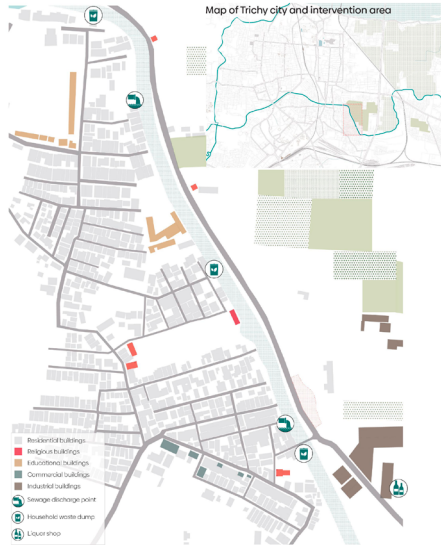 Map of Trichy city and intervention area
Residential buildings
Religious buildings
Educational buildings
Commercial buildings
Industrial buildings
Sewage discharge point
Household waste dump
Liquor shop